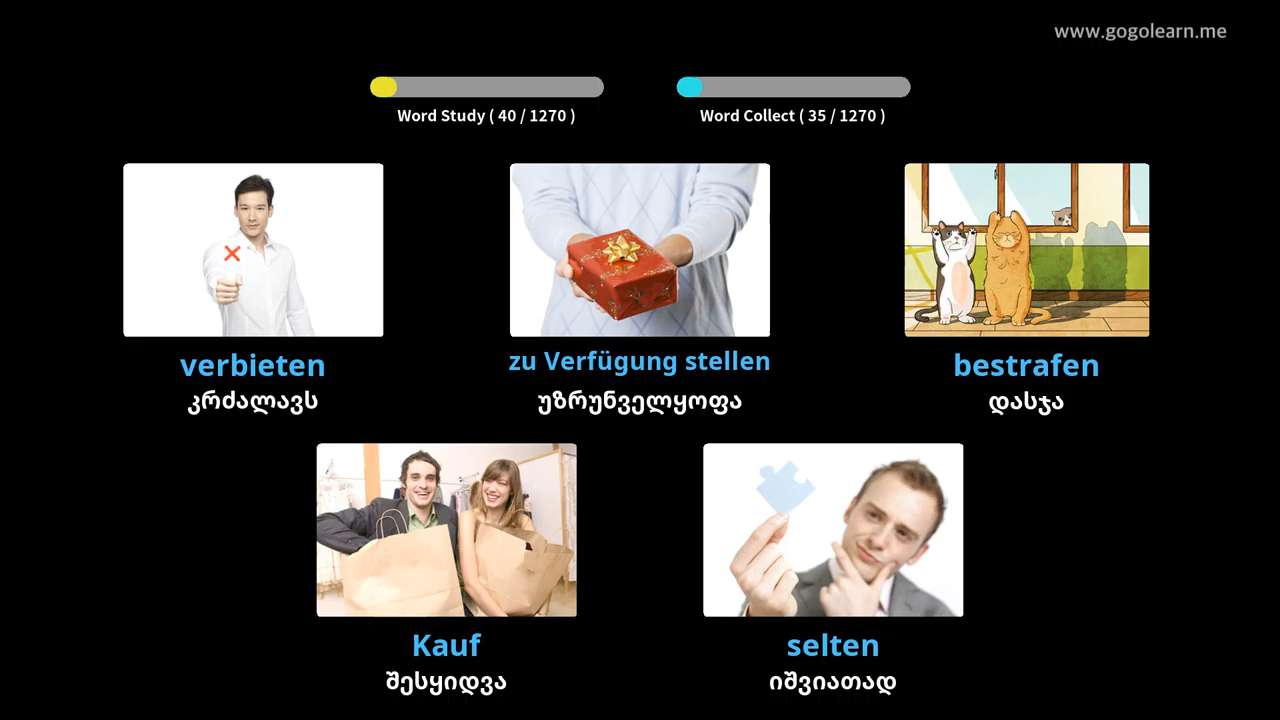 www.gogolearn.me
Word Study ( 40 / 1270 )
Word Collect ( 35 / 1270 )
verbieten
კრძალავს
zu Verfügung stellen
უზრუნველყოფა
bestrafen
დასჯა
Kauf
შესყიდვა
selten
იშვიათად